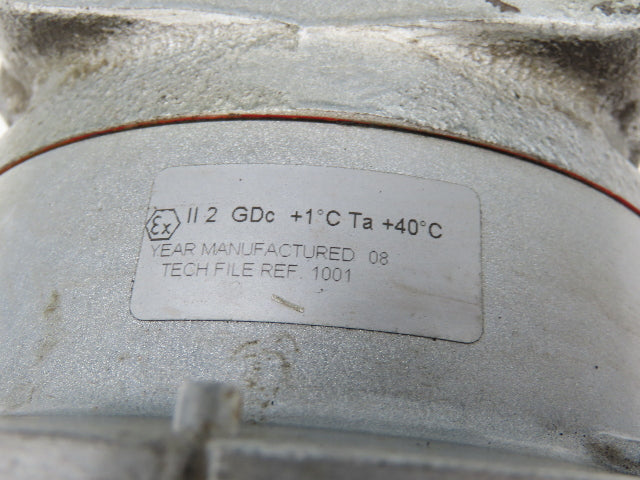 Ex II 2 GDc +1°C Ta +40°C
YEAR MANUFACTURED 08
TECH FILE REF. 1001